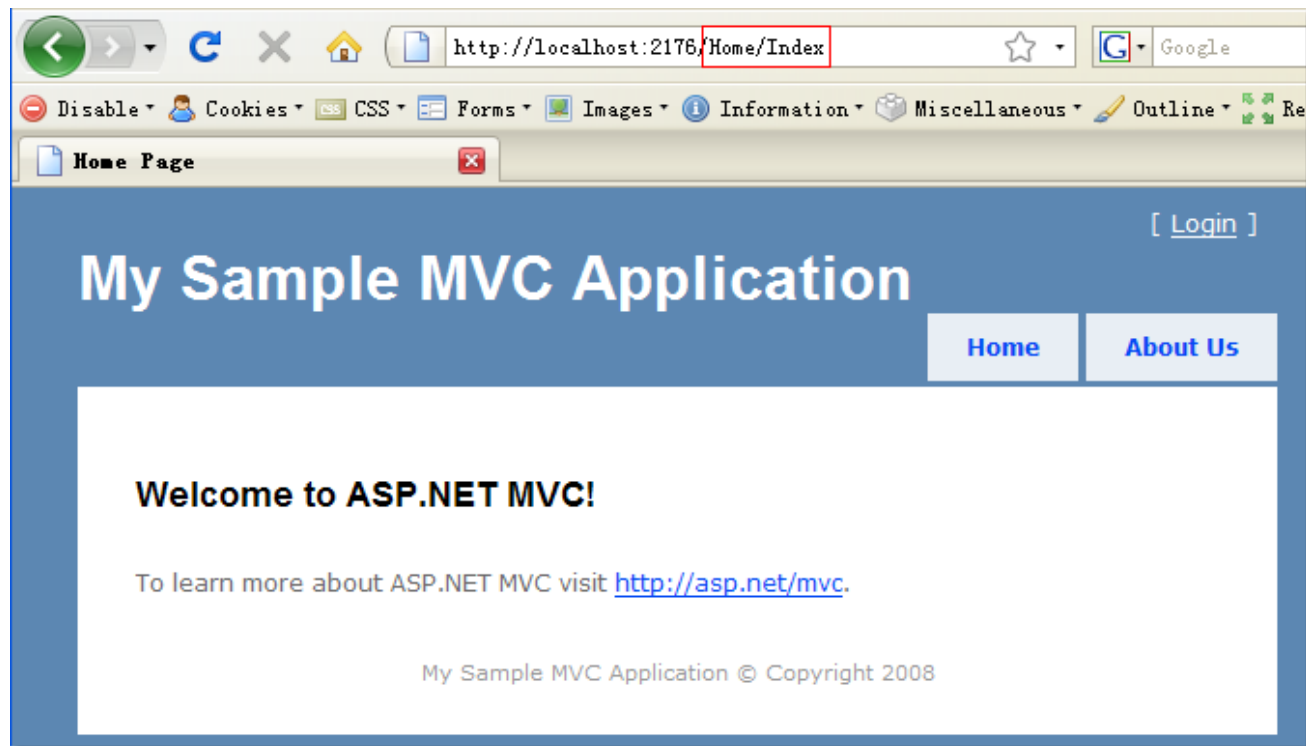 http://localhost:2176/Home/Index G Google
Disable Cookies CSS CSS Forms Images Information Miscellaneous Outline Re
Home Page
[ Login ]
My Sample MVC Application
Home About Us
Welcome to ASP.NET MVC!
To learn more about ASP.NET MVC visit http://asp.net/mvc.
My Sample MVC Application © Copyright 2008